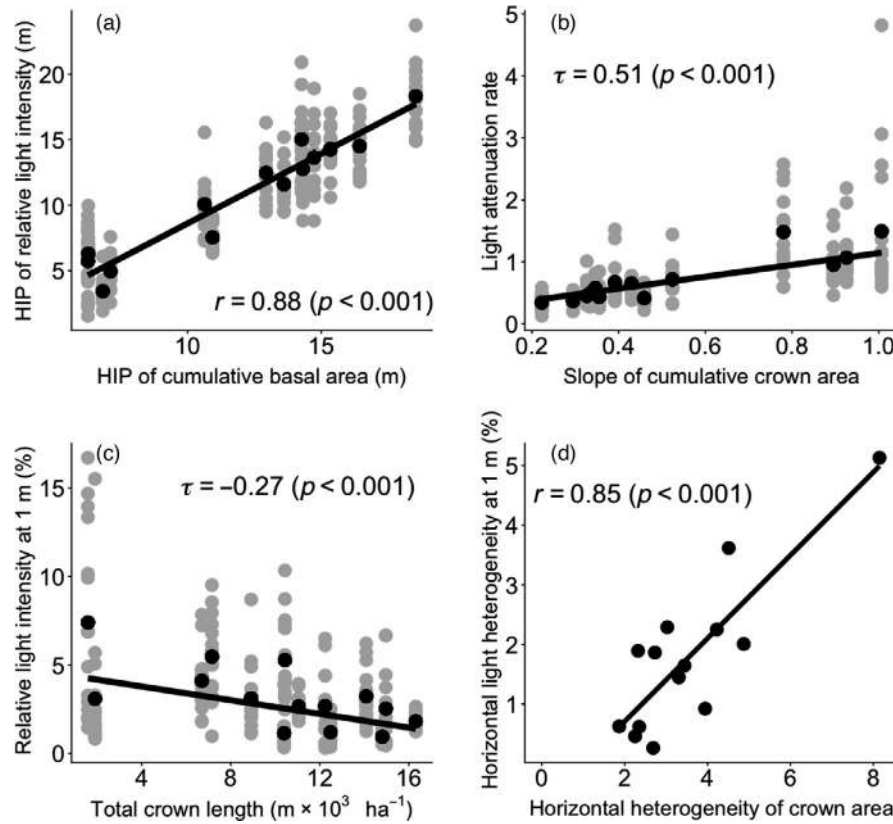 (a)
r = 0.88 (p < 0.001)
HIP of relative light intensity (m)
20
15
10
5
10
15
HIP of cumulative basal area (m)
(b)
τ = 0.51 (p < 0.001)
Light attenuation rate
5
4
3
2
1
0
0.2
0.4
0.6
0.8
1.0
Slope of cumulative crown area
(c)
τ = −0.27 (p < 0.001)
Relative light intensity at 1 m (%)
15
10
5
0
4
8
12
16
Total crown length (m × 10³ ha⁻¹)
(d)
r = 0.85 (p < 0.001)
Horizontal light heterogeneity at 1 m (%)
5
4
3
2
1
0
2
4
6
8
Horizontal heterogeneity of crown area